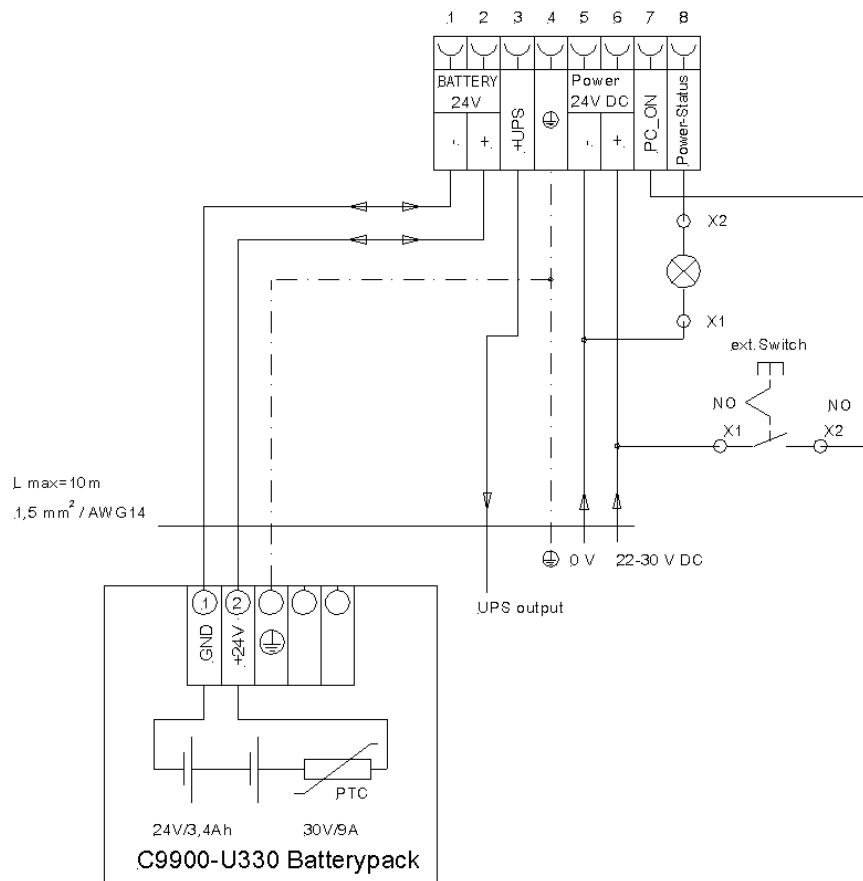 1 2 3 4 5 6 7 8
BATTERY
24V
Power
24V DC
- +
+UPS
- +
PC_ON
Power-Status
X2
X1
ext.Switch
NO NO
X1 X2
L max=10m
1,5 mm² / AWG14
0 V 22-30 V DC
UPS output
1 2
GND
+24V
PTC
24V/3,4Ah 30V/9A
C9900-U330 Batterypack